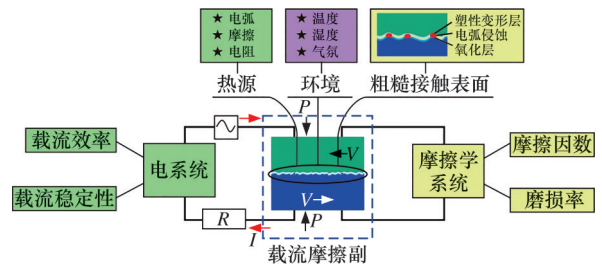 ★ 电弧
★ 摩擦
★ 电阻
★ 温度
★ 湿度
★ 气氛
塑性变形层
电弧侵蚀
氧化层
热源
环境
粗糙接触表面
P
载流效率
载流稳定性
电系统
V
V
R
I
P
摩擦学
系统
摩擦因数
磨损率
载流摩擦副